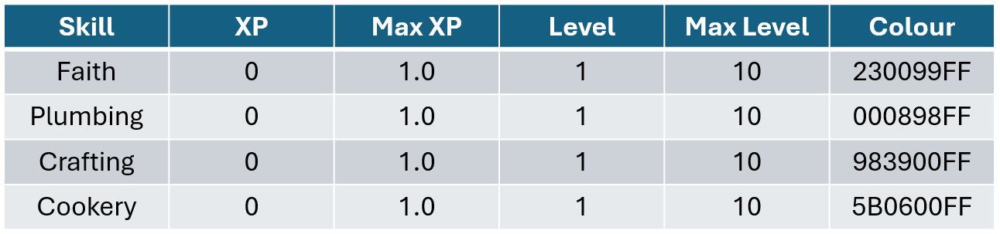 Skill XP Max XP Level Max Level Colour
Faith 0 1.0 1 10 230099FF
Plumbing 0 1.0 1 10 000898FF
Crafting 0 1.0 1 10 983900FF
Cookery 0 1.0 1 10 5B0600FF